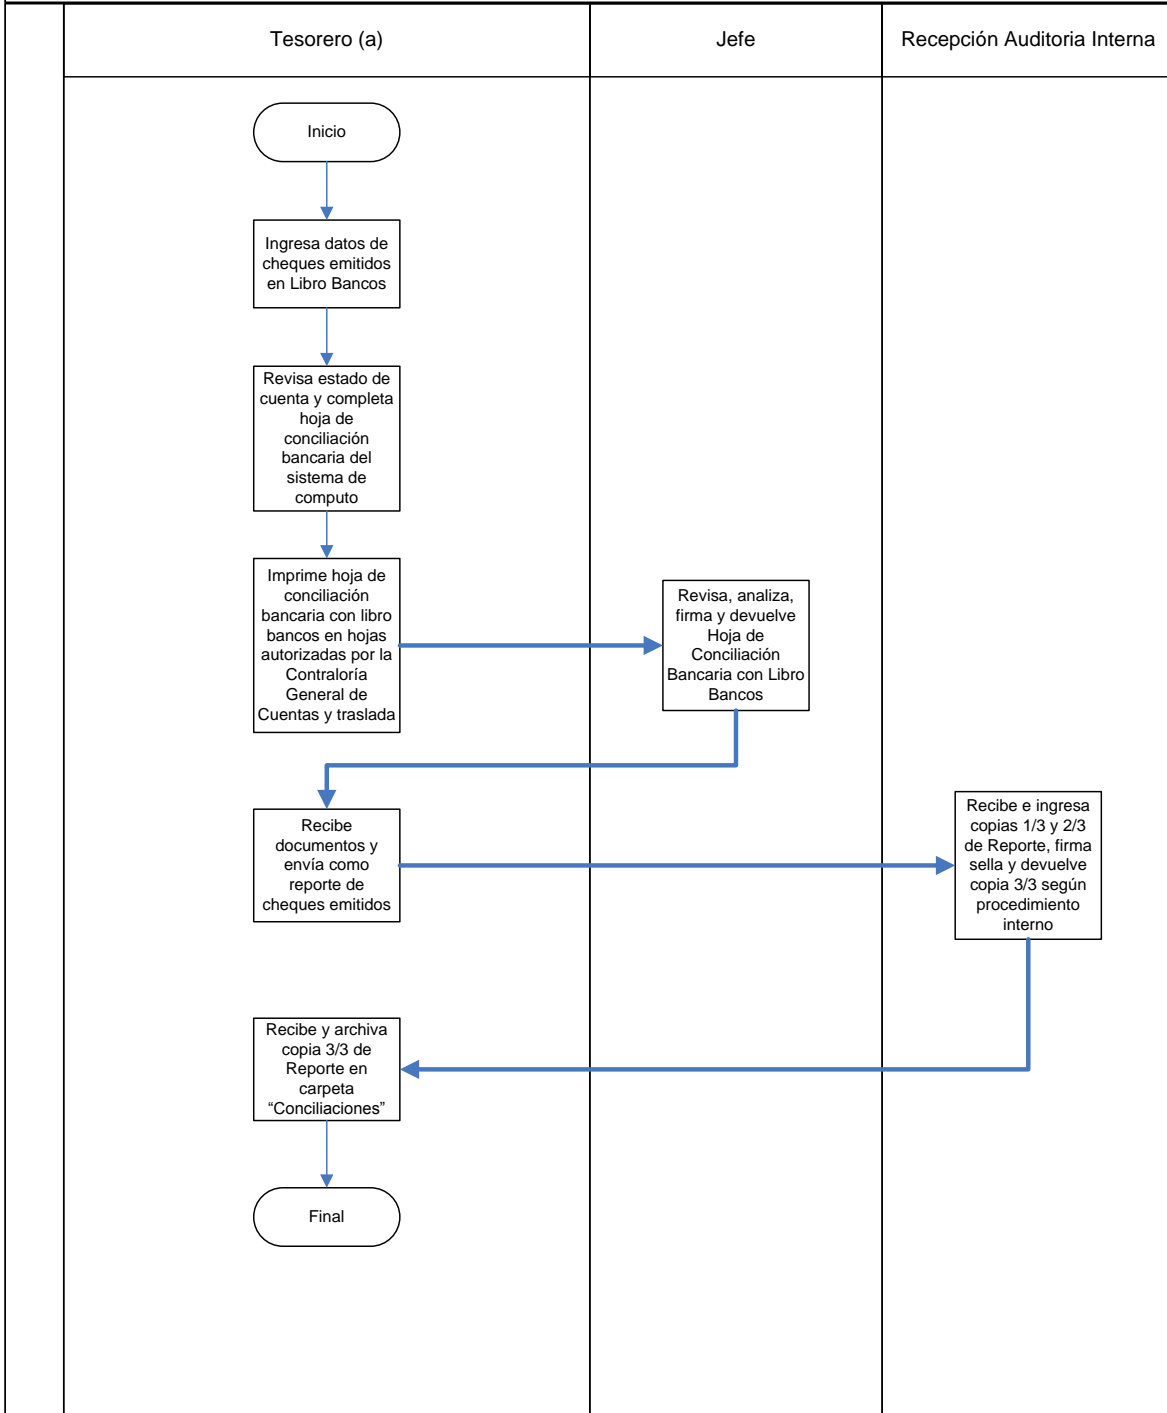 Tesorero (a)
Jefe
Recepción Auditoria Interna
Inicio
Ingresa datos de
cheques emitidos
en Libro Bancos
Revisa estado de
cuenta y completa
hoja de
conciliación
bancaria del
sistema de
computo
Imprime hoja de
conciliación
bancaria con libro
bancos en hojas
autorizadas por la
Contraloría
General de
Cuentas y traslada
Revisa, analiza,
firma y devuelve
Hoja de
Conciliación
Bancaria con Libro
Bancos
Recibe
documentos y
envía como
reporte de
cheques emitidos
Recibe e ingresa
copias 1/3 y 2/3
de Reporte, firma
sella y devuelve
copia 3/3 según
procedimiento
interno
Recibe y archiva
copia 3/3 de
Reporte en
carpeta
“Conciliaciones”
Final